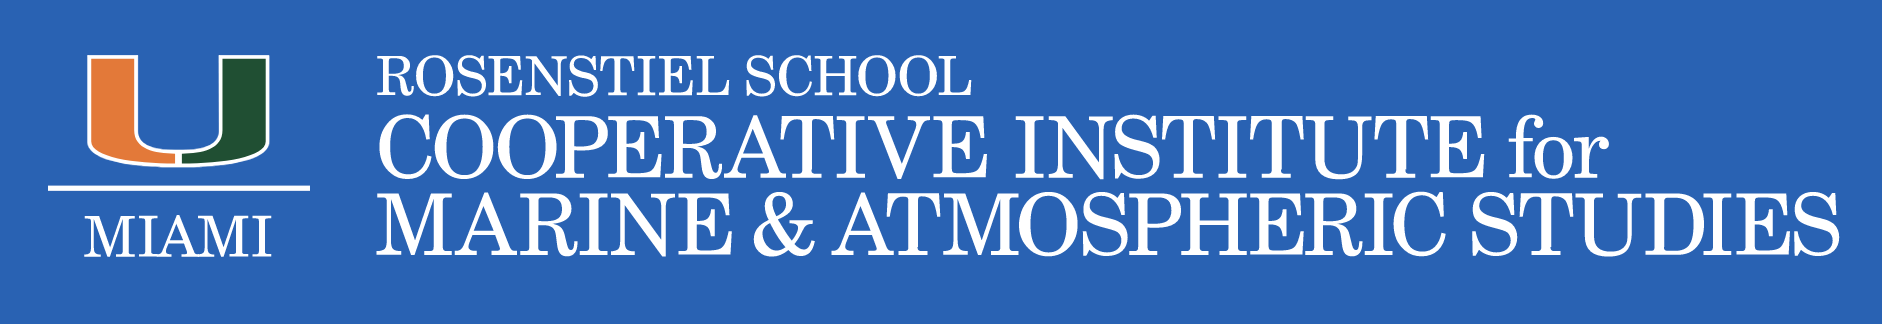 U
MIAMI
ROSENSTIEL SCHOOL
COOPERATIVE INSTITUTE for
MARINE & ATMOSPHERIC STUDIES